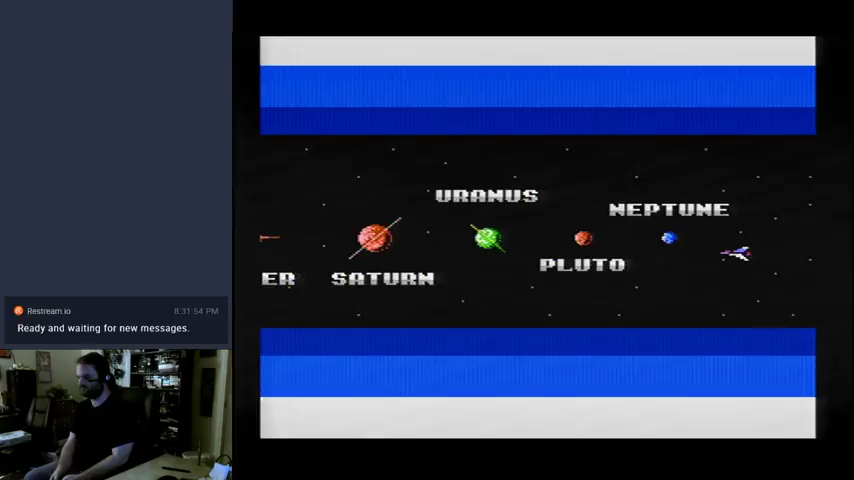 URANUS
NEPTUNE
PLUTO
ER SATURN
Restream.io 8:31:54 PM
Ready and waiting for new messages.